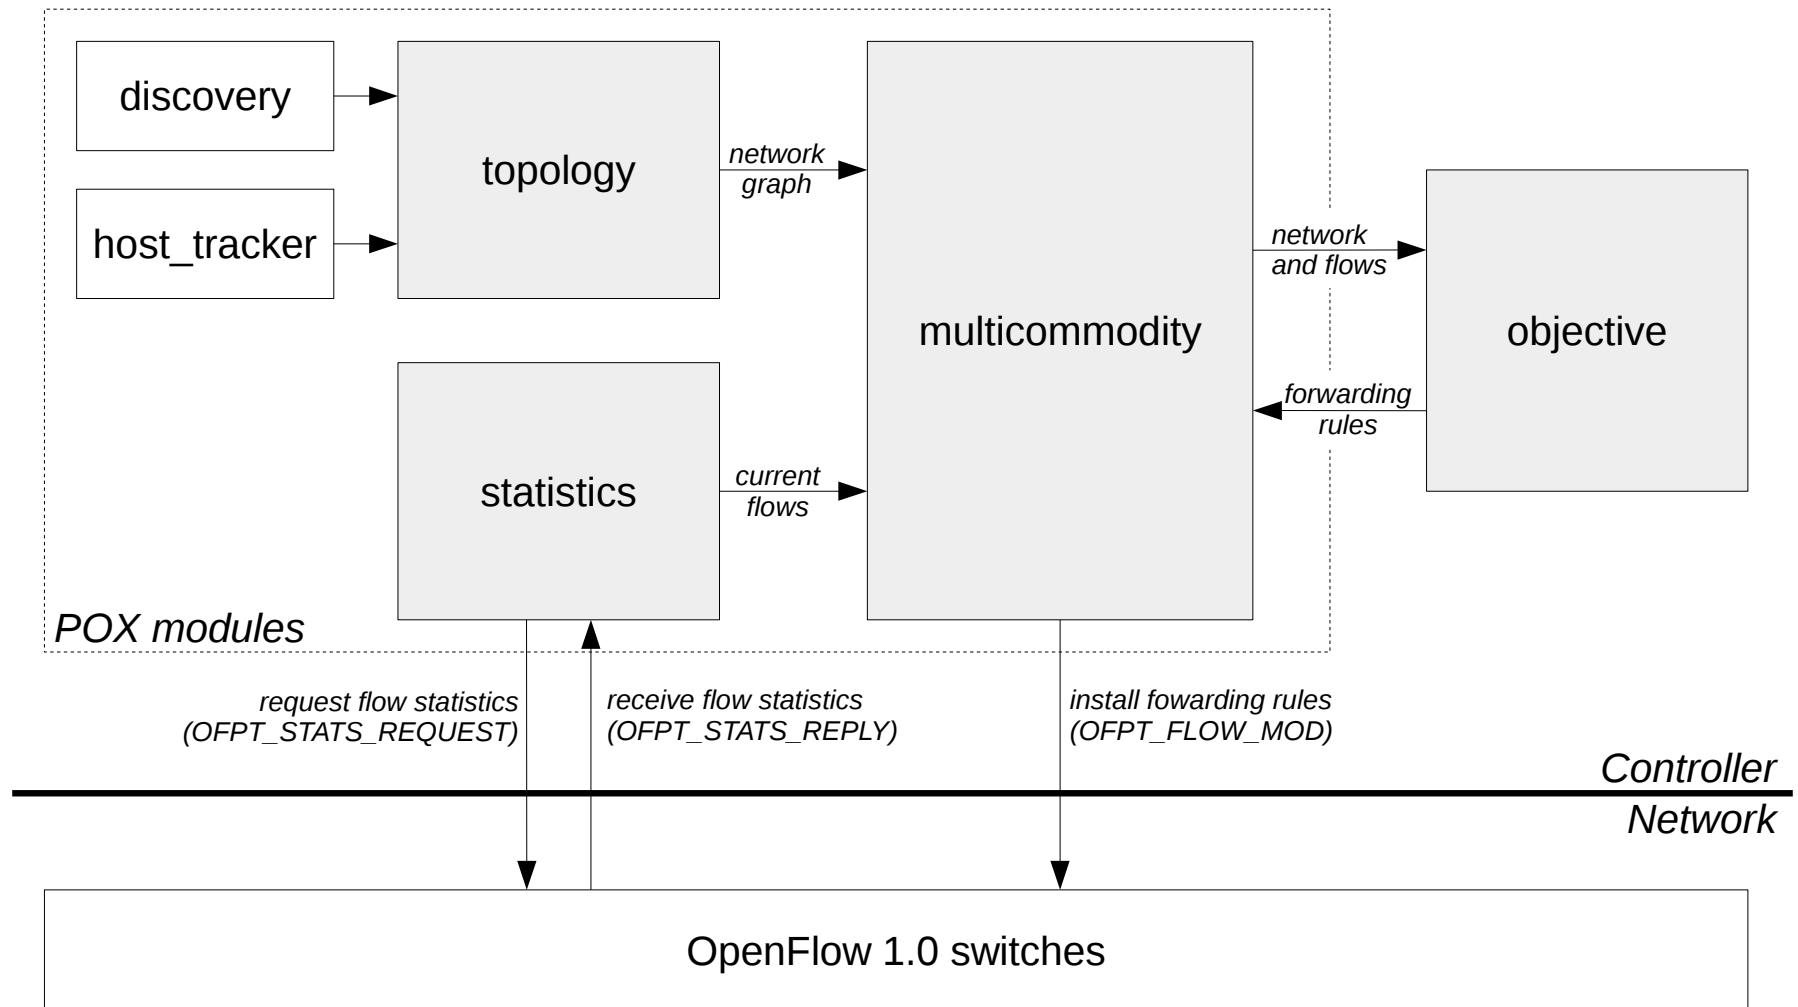 discovery
topology
network
graph
host_tracker
network
and flows
multicommodity
objective
forwarding
rules
statistics
current
flows
POX modules
request flow statistics
(OFPT_STATS_REQUEST)
receive flow statistics
(OFPT_STATS_REPLY)
install fowarding rules
(OFPT_FLOW_MOD)
Controller
Network
OpenFlow 1.0 switches